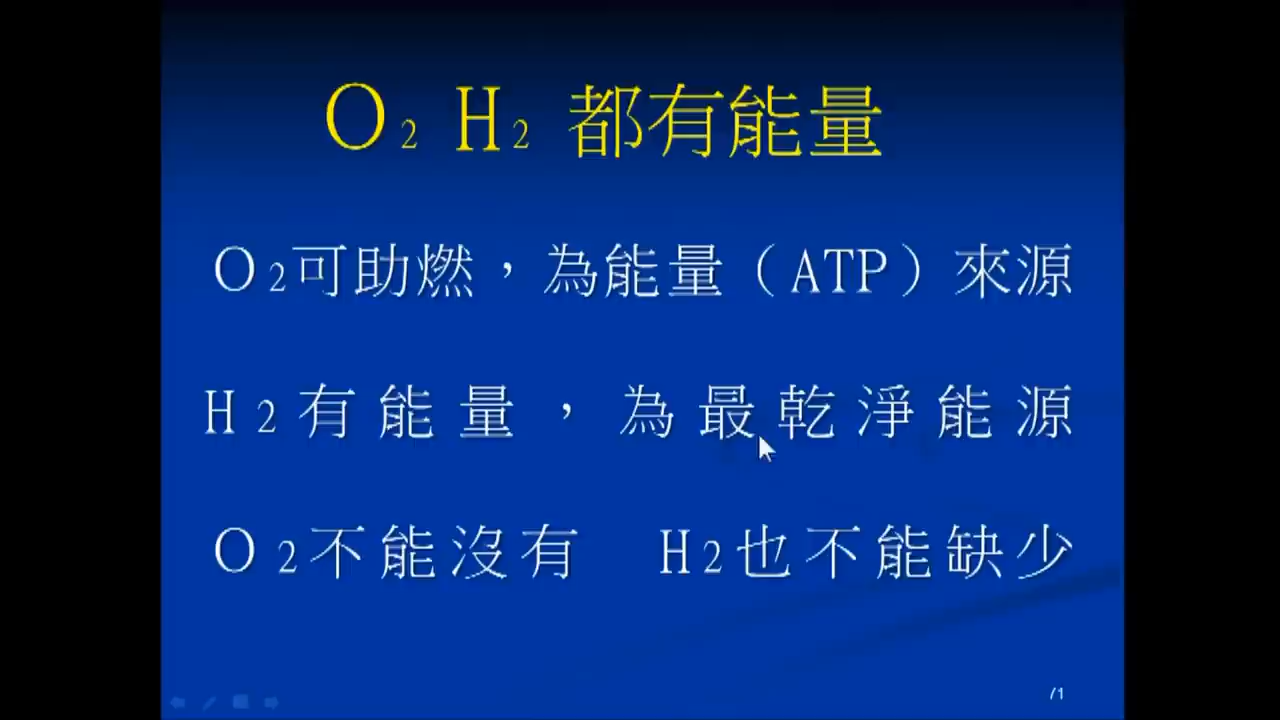 O₂ H₂ 都有能量
O₂可助燃，為能量（ATP）來源
H₂有能量，為最乾淨能源
O₂不能沒有 H₂也不能缺少
71